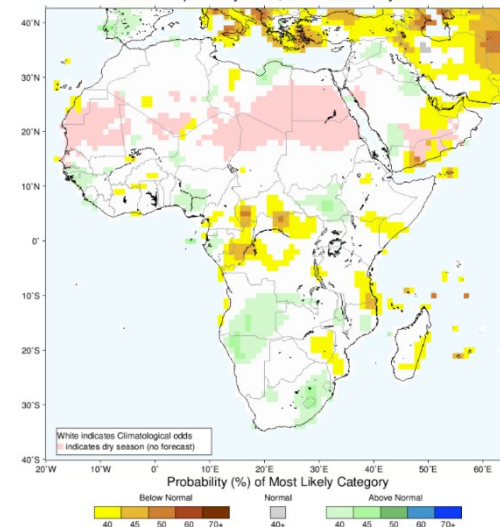 40˚N
30˚N
20˚N
10˚N
0˚
10˚S
20˚S
30˚S
40˚S
White indicates Climatological odds
indicates dry season (no forecast)
20˚W 10˚W 0˚ 10˚E 20˚E 30˚E 40˚E 50˚E 60˚E
Probability (%) of Most Likely Category
Below Normal Normal Above Normal
40 45 50 60 70+ 40+ 40 45 50 60 70+